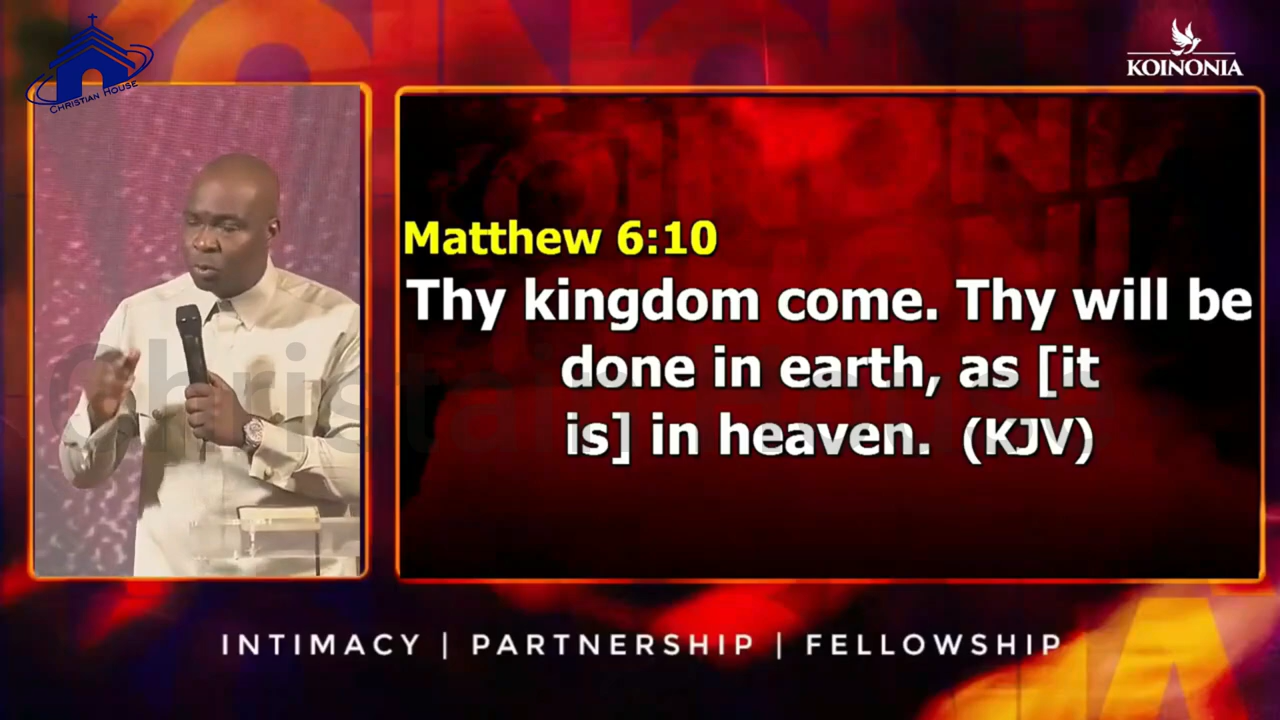 CHRISTIAN HOUSE
KOINONIA
Matthew 6:10
Thy kingdom come. Thy will be
done in earth, as [it
is] in heaven. (KJV)
INTIMACY | PARTNERSHIP | FELLOWSHIP